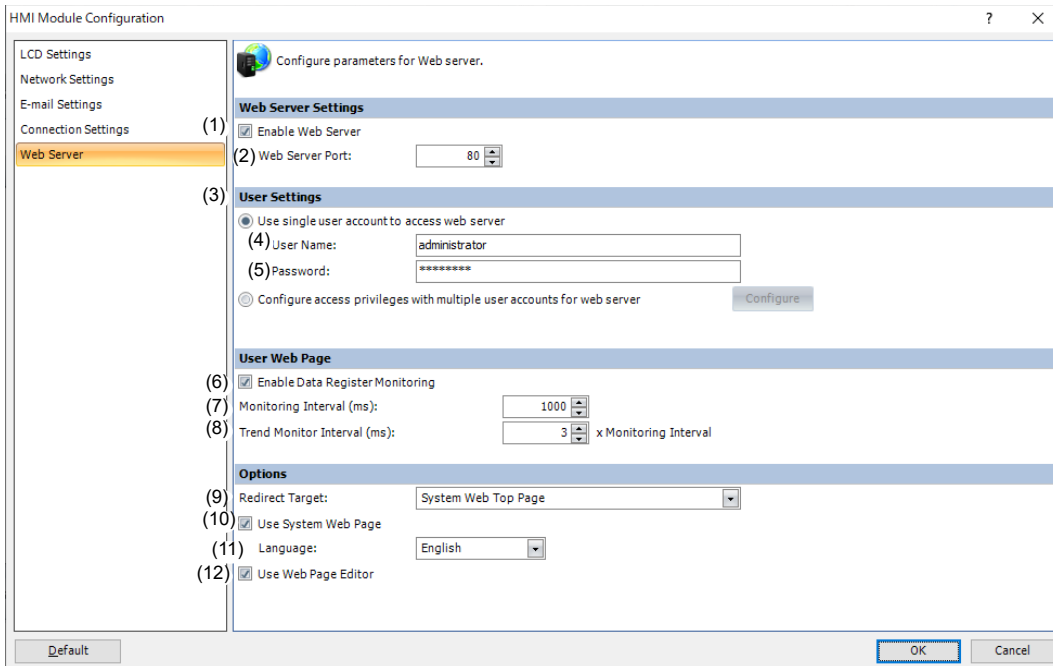 HMI Module Configuration ? X
LCD Settings
Network Settings
E-mail Settings
Connection Settings
Web Server
Configure parameters for Web server.
Web Server Settings
(1) Enable Web Server
(2) Web Server Port: 80
(3) User Settings
Use single user account to access web server
(4) User Name: administrator
(5) Password: ********
Configure access privileges with multiple user accounts for web server Configure
User Web Page
(6) Enable Data Register Monitoring
(7) Monitoring Interval (ms): 1000
(8) Trend Monitor Interval (ms): 3 x Monitoring Interval
Options
(9) Redirect Target: System Web Top Page
(10) Use System Web Page
(11) Language: English
(12) Use Web Page Editor
Default OK Cancel